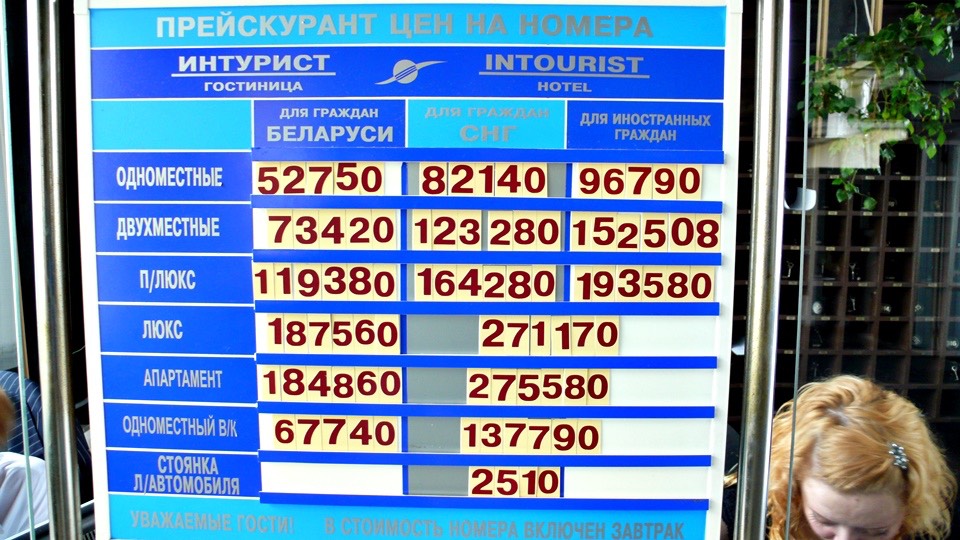 ПРЕЙСКУРАНТ ЦЕН НА НОМЕРА
ИНТУРИСТ INTOURIST
ГОСТИНИЦА HOTEL
ДЛЯ ГРАЖДАН БЕЛАРУСИ ДЛЯ ГРАЖДАН СНГ ДЛЯ ИНОСТРАННЫХ ГРАЖДАН
ОДНОМЕСТНЫЕ 52750 82140 96790
ДВУХМЕСТНЫЕ 73420 123 280 152508
П/ЛЮКС 119380 164280 193580
ЛЮКС 187560 271170
АПАРТАМЕНТ 184860 275580
ОДНОМЕСТНЫЙ В/К 67740 137790
СТОЯНКА Л/АВТОМОБИЛЯ 2510
УВАЖАЕМЫЕ ГОСТИ! В СТОИМОСТЬ НОМЕРА ВКЛЮЧЕН ЗАВТРАК